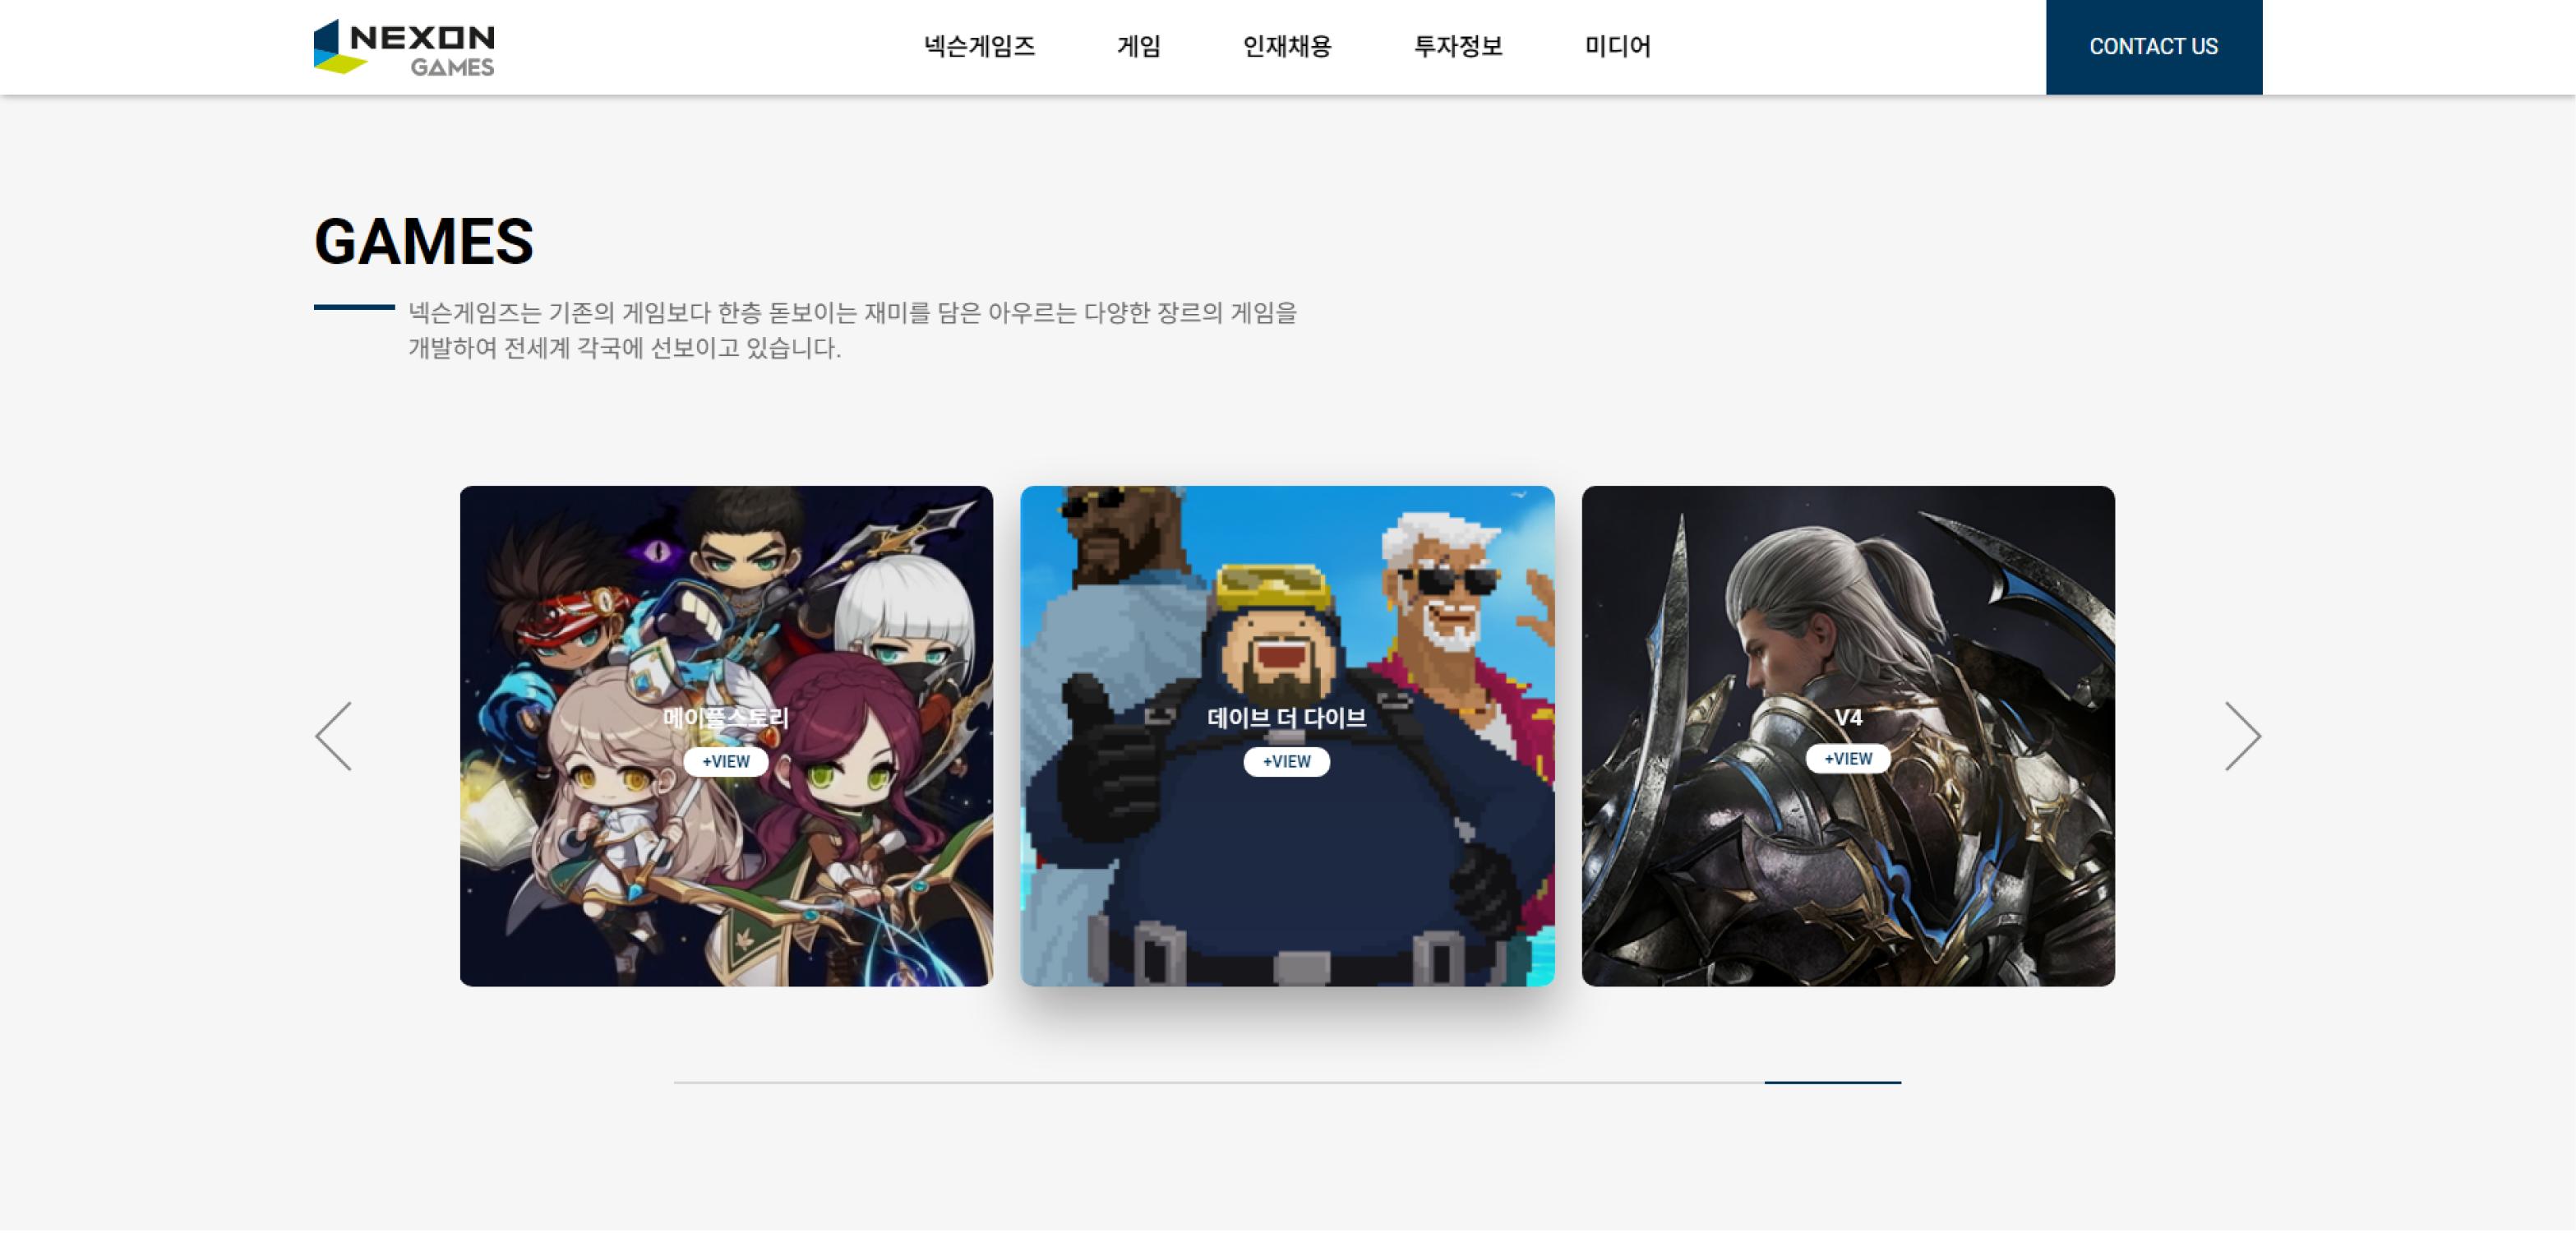 NEXON
GAMES
넥슨게임즈
게임
인재채용
투자정보
미디어
CONTACT US
GAMES
넥슨게임즈는 기존의 게임보다 한층 돋보이는 재미를 담은 아우르는 다양한 장르의 게임을
개발하여 전세계 각국에 선보이고 있습니다.
메이플스토리
+VIEW
데이브 더 다이브
+VIEW
V4
+VIEW